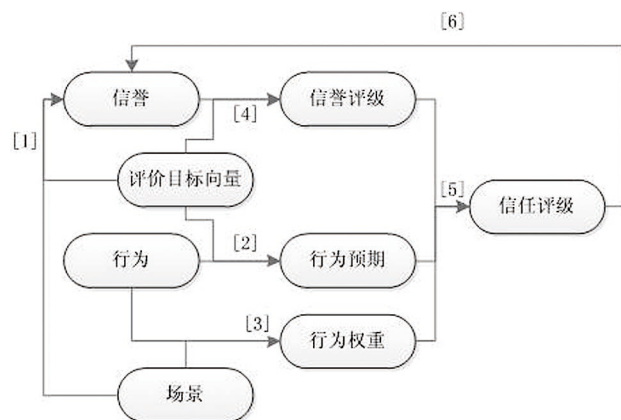 [6]
信誉
信誉评级
[4]
[1]
评价目标向量
[5]
信任评级
[2]
行为
行为预期
[3]
行为权重
场景